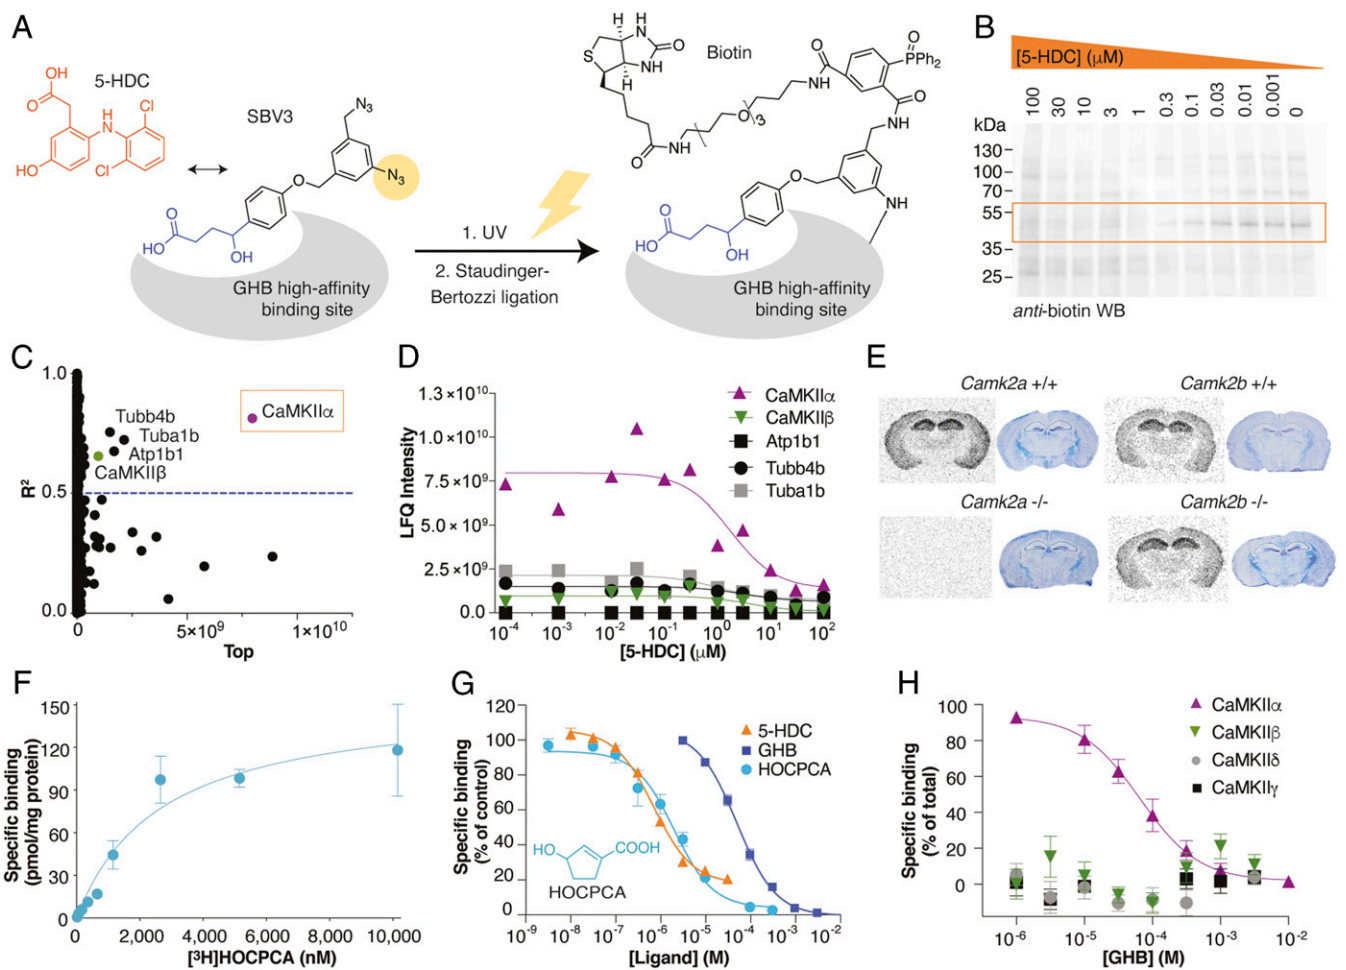 A
5-HDC
OH
O
Cl
H
N
Cl
HO
SBV3
N3
N3
O
O
HO
OH
GHB high-affinity
binding site
1. UV
2. Staudinger-
Bertozzi ligation
Biotin
H
H
N
S
O
NH
H
O
NH
O
3
NH
O
O
PPh2
O
NH
O
NH
O
HO
OH
GHB high-affinity
binding site
B
[5-HDC] (µM)
100 30 10 3 1 0.3 0.1 0.03 0.01 0.001 0
kDa
130
100
70
55
35
25
anti-biotin WB
C
1.0
0.5
0.0
R²
Tubb4b
Tuba1b
Atp1b1
CaMKIIβ
CaMKIIα
0 5×10⁹ 1×10¹⁰
Top
D
1.3 ×10¹⁰
1.0×10¹⁰
7.5×10⁹
5.0 × 10⁹
2.5×10⁹
0.0
LFQ Intensity
CaMKIIα
CaMKIIβ
Atp1b1
Tubb4b
Tuba1b
10⁻⁴ 10⁻³ 10⁻² 10⁻¹ 10⁰ 10¹ 10²
[5-HDC] (µM)
E
Camk2a +/+ Camk2b +/+
Camk2a -/- Camk2b -/-
F
150
120
90
60
30
0
Specific binding
(pmol/mg protein)
0 2,000 4,000 6,000 8,000 10,000
[³H]HOCPCA (nM)
G
120
100
80
60
40
20
0
Specific binding
(% of control)
5-HDC
GHB
HOCPCA
HO
COOH
HOCPCA
10⁻⁹ 10⁻⁸ 10⁻⁷ 10⁻⁶ 10⁻⁵ 10⁻⁴ 10⁻³ 10⁻²
[Ligand] (M)
H
100
80
60
40
20
0
Specific binding
(% of total)
CaMKIIα
CaMKIIβ
CaMKIIδ
CaMKIIγ
10⁻⁶ 10⁻⁵ 10⁻⁴ 10⁻³ 10⁻²
[GHB] (M)